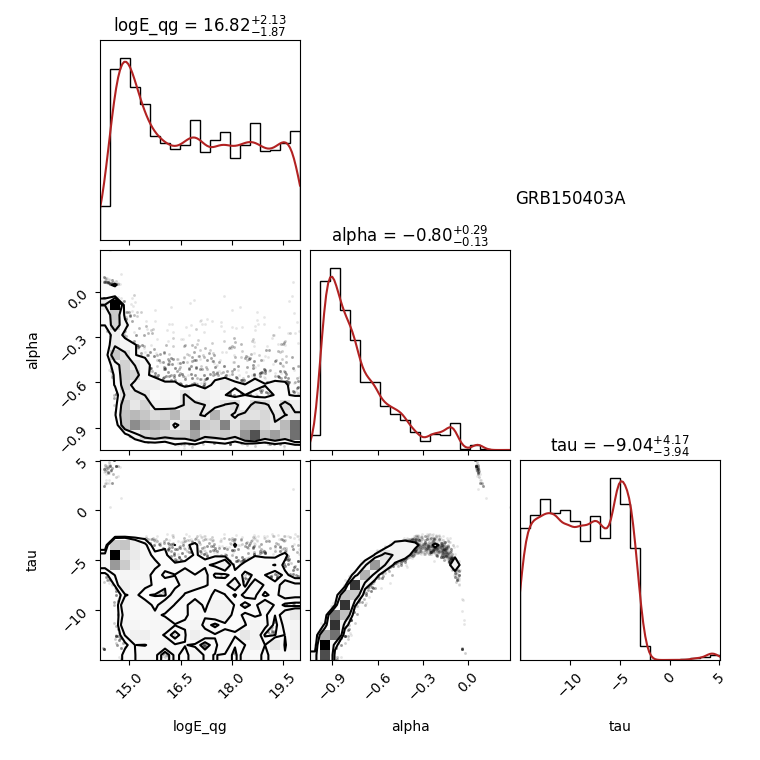 logE_qg = 16.82+2.13−1.87
GRB150403A
alpha = −0.80+0.29−0.13
alpha
0.0
−0.3
−0.6
−0.9
tau = −9.04+4.17−3.94
tau
5
0
−5
−10
15.0 16.5 18.0 19.5 −0.9 −0.6 −0.3 0.0 −10 −5 0 5
logE_qg alpha tau